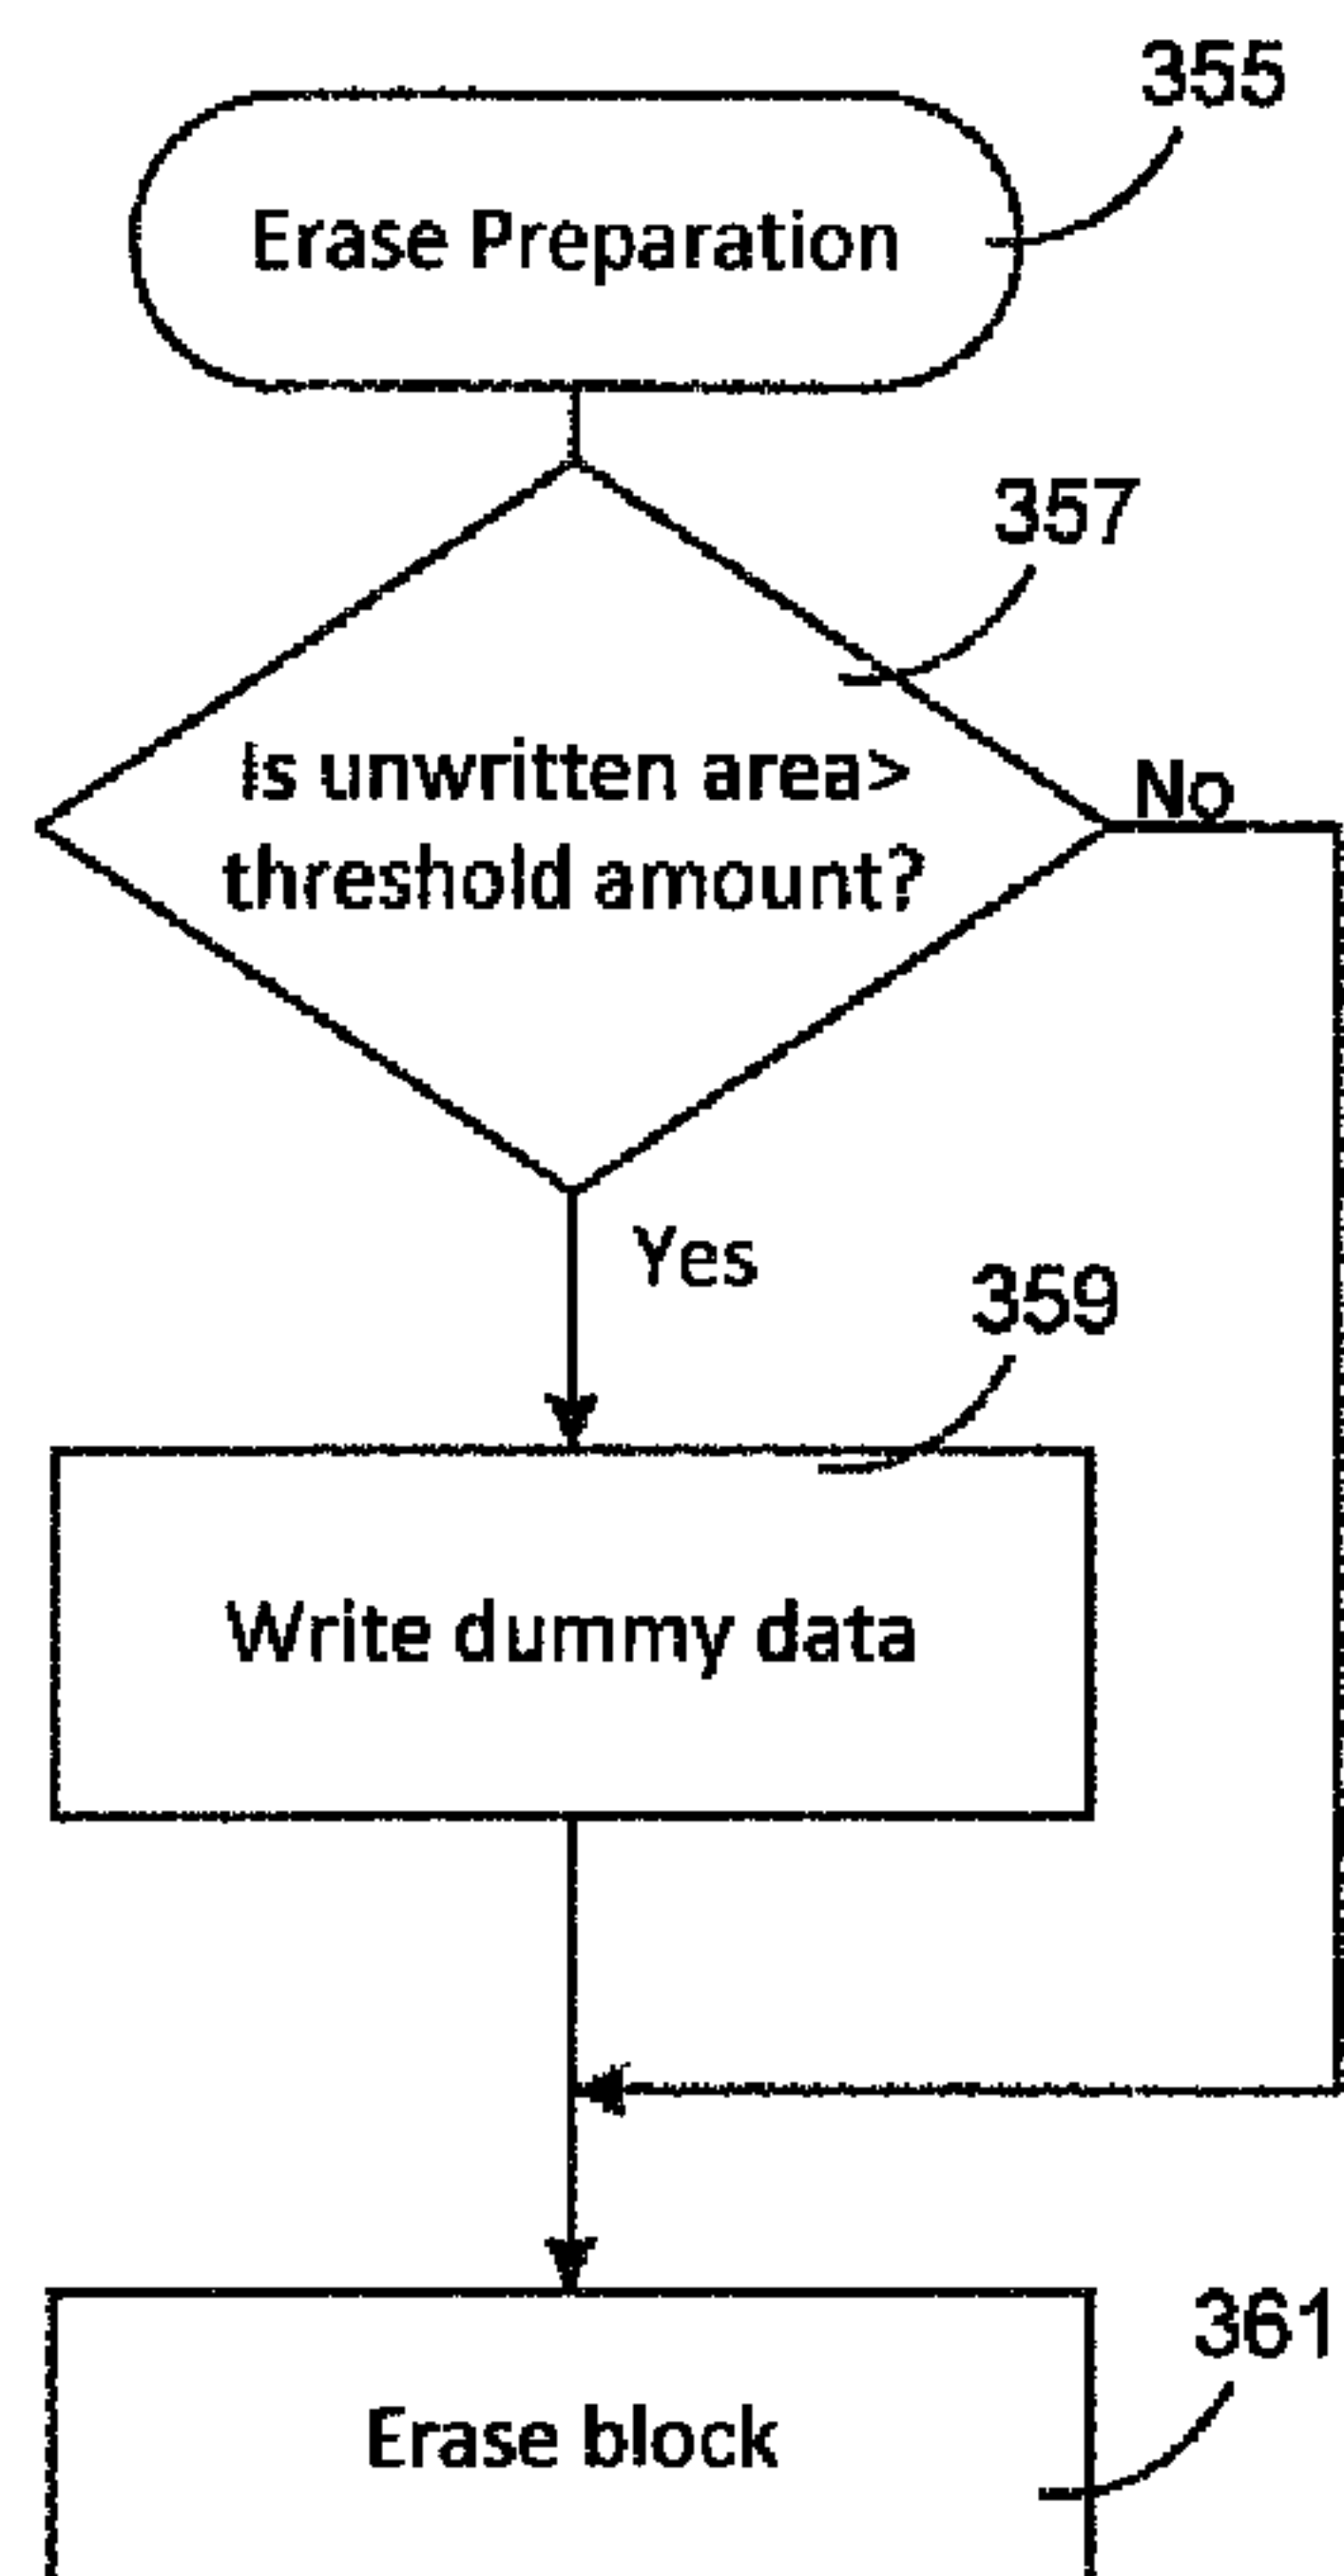 355
Erase Preparation
357
Is unwritten area>
threshold amount?
No
Yes
359
Write dummy data
361
Erase block